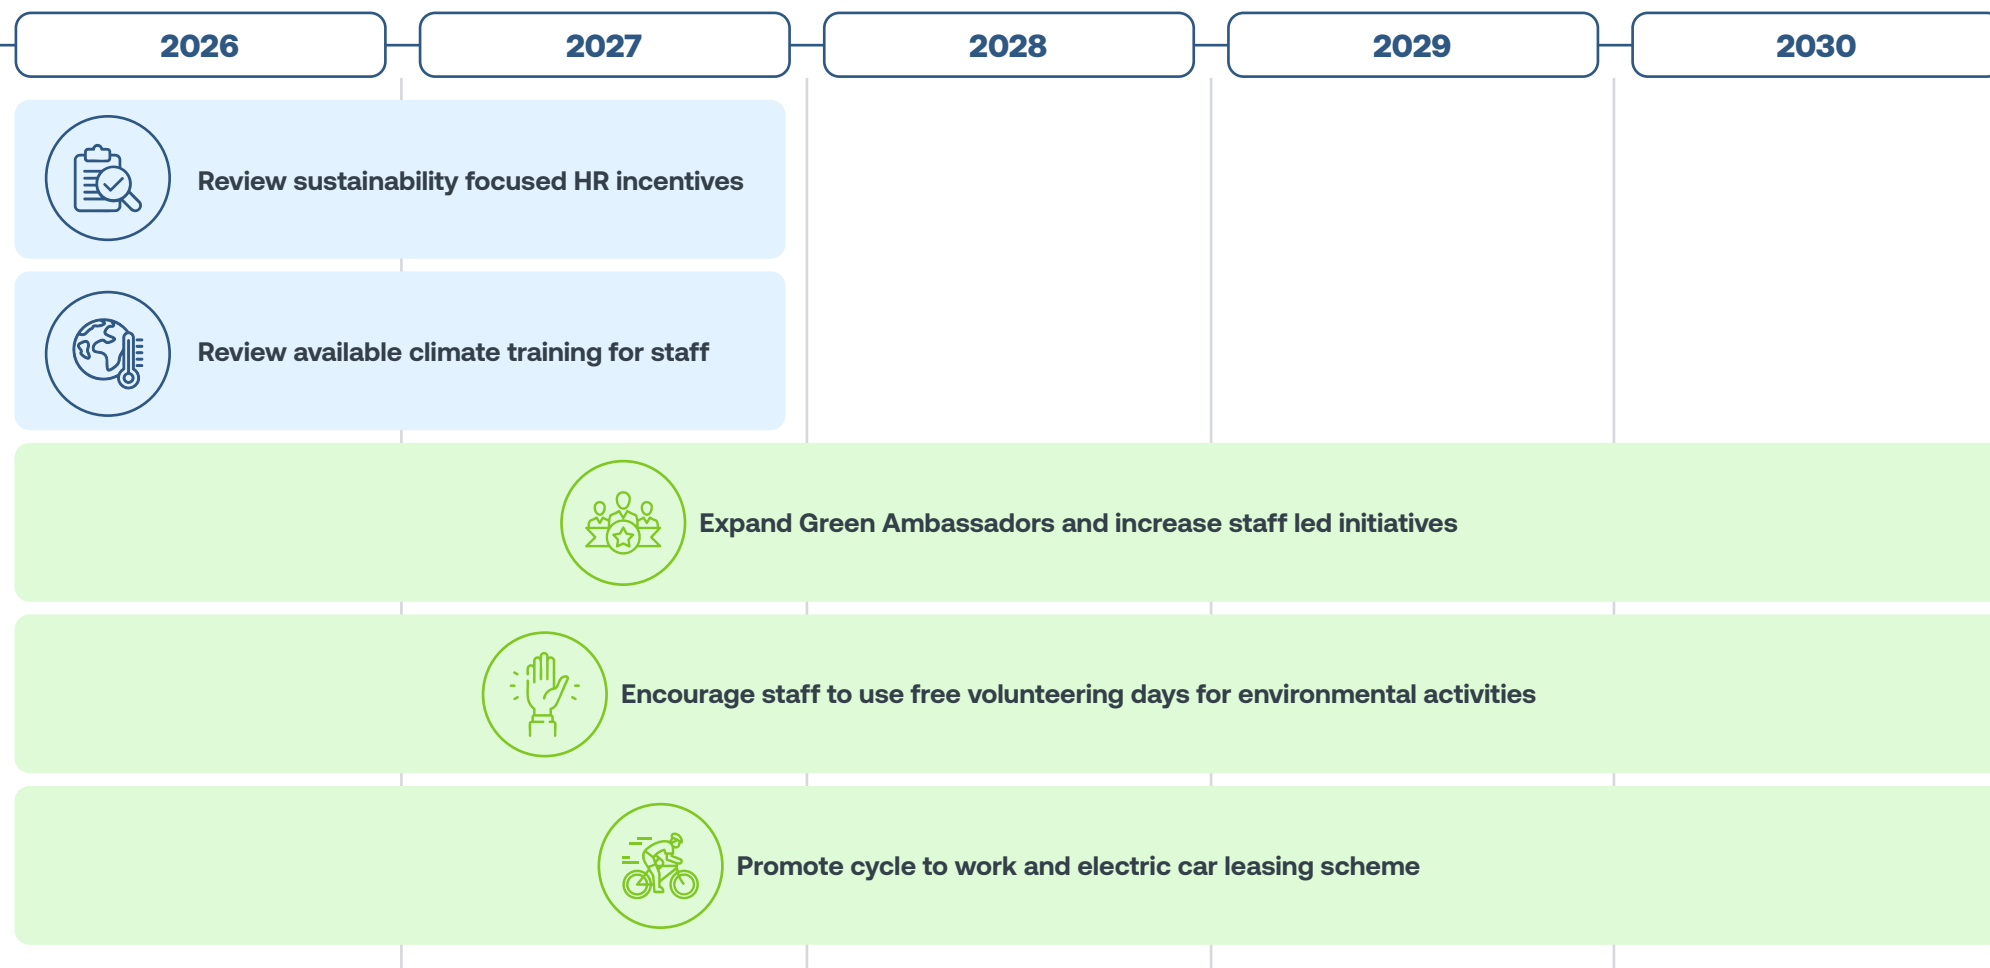 2026
2027
2028
2029
2030
Review sustainability focused HR incentives
Review available climate training for staff
Expand Green Ambassadors and increase staff led initiatives
Encourage staff to use free volunteering days for environmental activities
Promote cycle to work and electric car leasing scheme